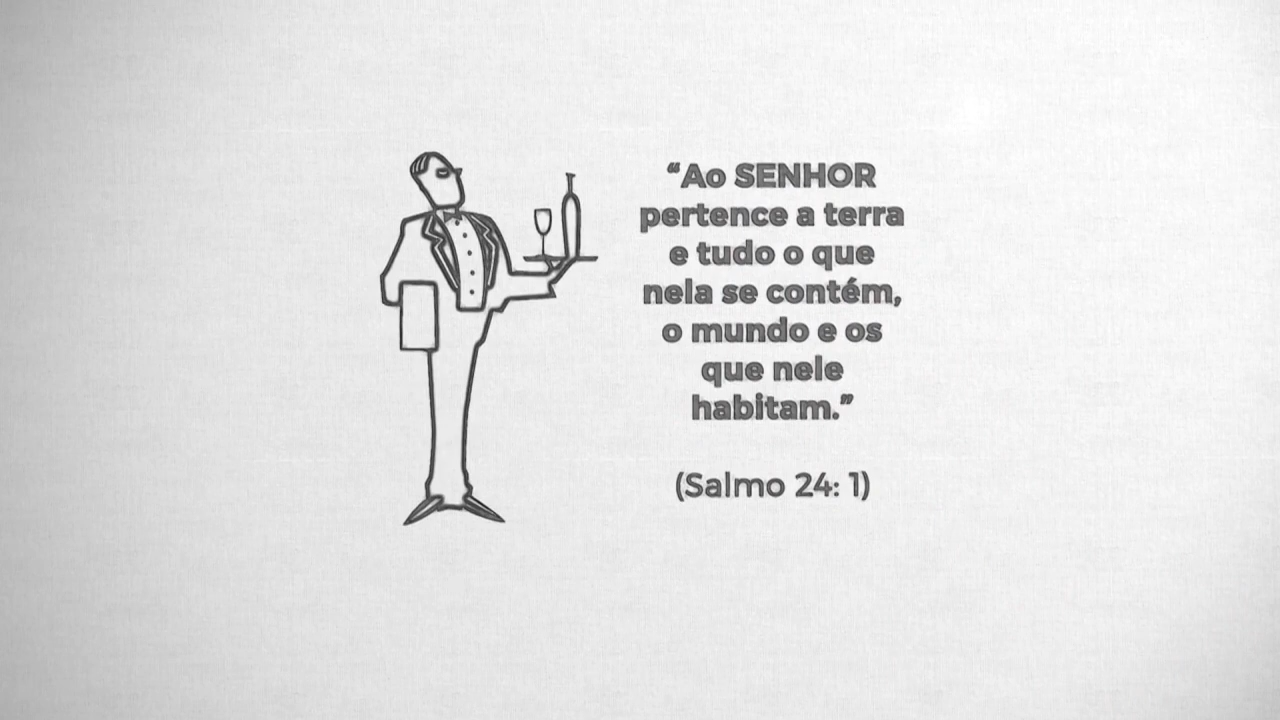 “Ao SENHOR
pertence a terra
e tudo o que
nela se contém,
o mundo e os
que nele
habitam.”
(Salmo 24: 1)